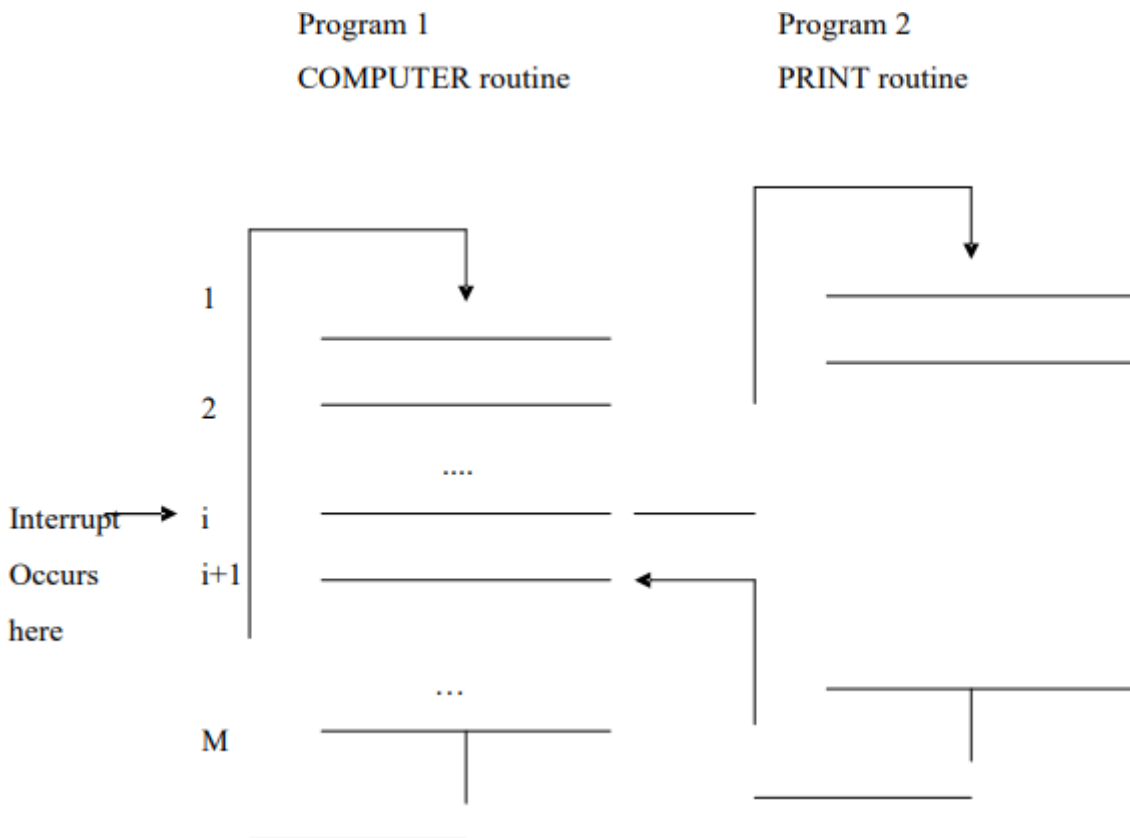 Program 1
COMPUTER routine
Program 2
PRINT routine
1
2
....
Interrupt
Occurs
here
i
i+1
...
M